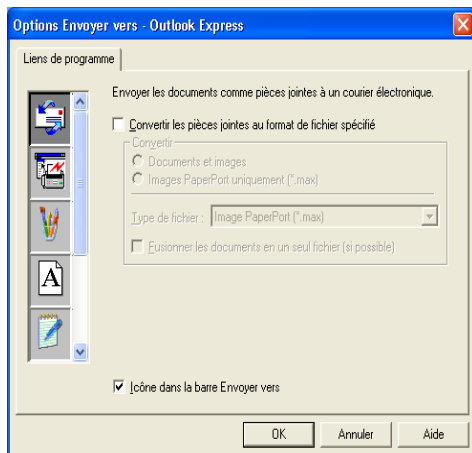 Options Envoyer vers - Outlook Express
Liens de programme
Envoyer les documents comme pièces jointes à un courier électronique.
Convertir les pièces jointes au format de fichier spécifié
Convertir
Documents et images
Images PaperPort uniquement (*.max)
Type de fichier : Image PaperPort (*.max)
Fusionner les documents en un seul fichier (si possible)
A
Icône dans la barre Envoyer vers
OK Annuler Aide